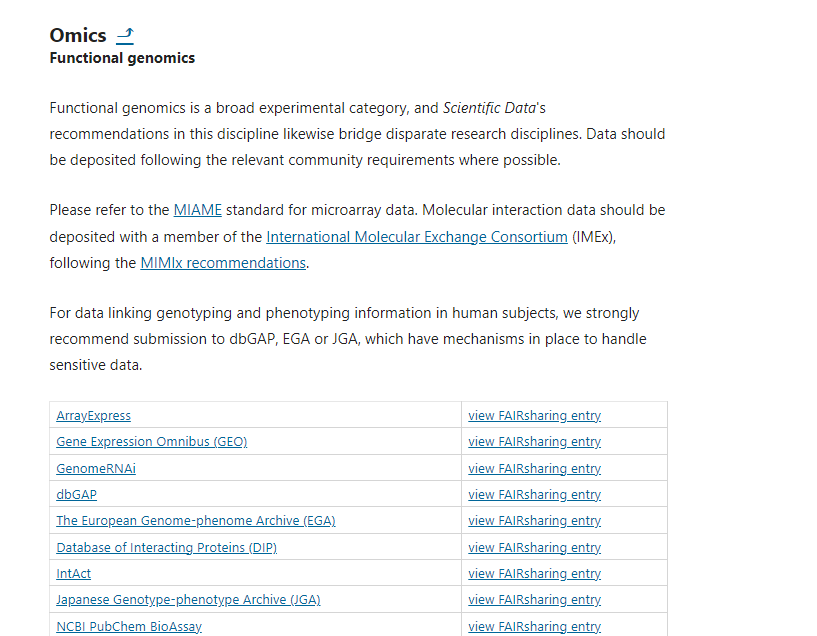 Omics
Functional genomics
Functional genomics is a broad experimental category, and Scientific Data's
recommendations in this discipline likewise bridge disparate research disciplines. Data should
be deposited following the relevant community requirements where possible.
Please refer to the MIAME standard for microarray data. Molecular interaction data should be
deposited with a member of the International Molecular Exchange Consortium (IMEx),
following the MIMIx recommendations.
For data linking genotyping and phenotyping information in human subjects, we strongly
recommend submission to dbGAP, EGA or JGA, which have mechanisms in place to handle
sensitive data.
ArrayExpress view FAIRsharing entry
Gene Expression Omnibus (GEO) view FAIRsharing entry
GenomeRNAi view FAIRsharing entry
dbGAP view FAIRsharing entry
The European Genome-phenome Archive (EGA) view FAIRsharing entry
Database of Interacting Proteins (DIP) view FAIRsharing entry
IntAct view FAIRsharing entry
Japanese Genotype-phenotype Archive (JGA) view FAIRsharing entry
NCBI PubChem BioAssay view FAIRsharing entry